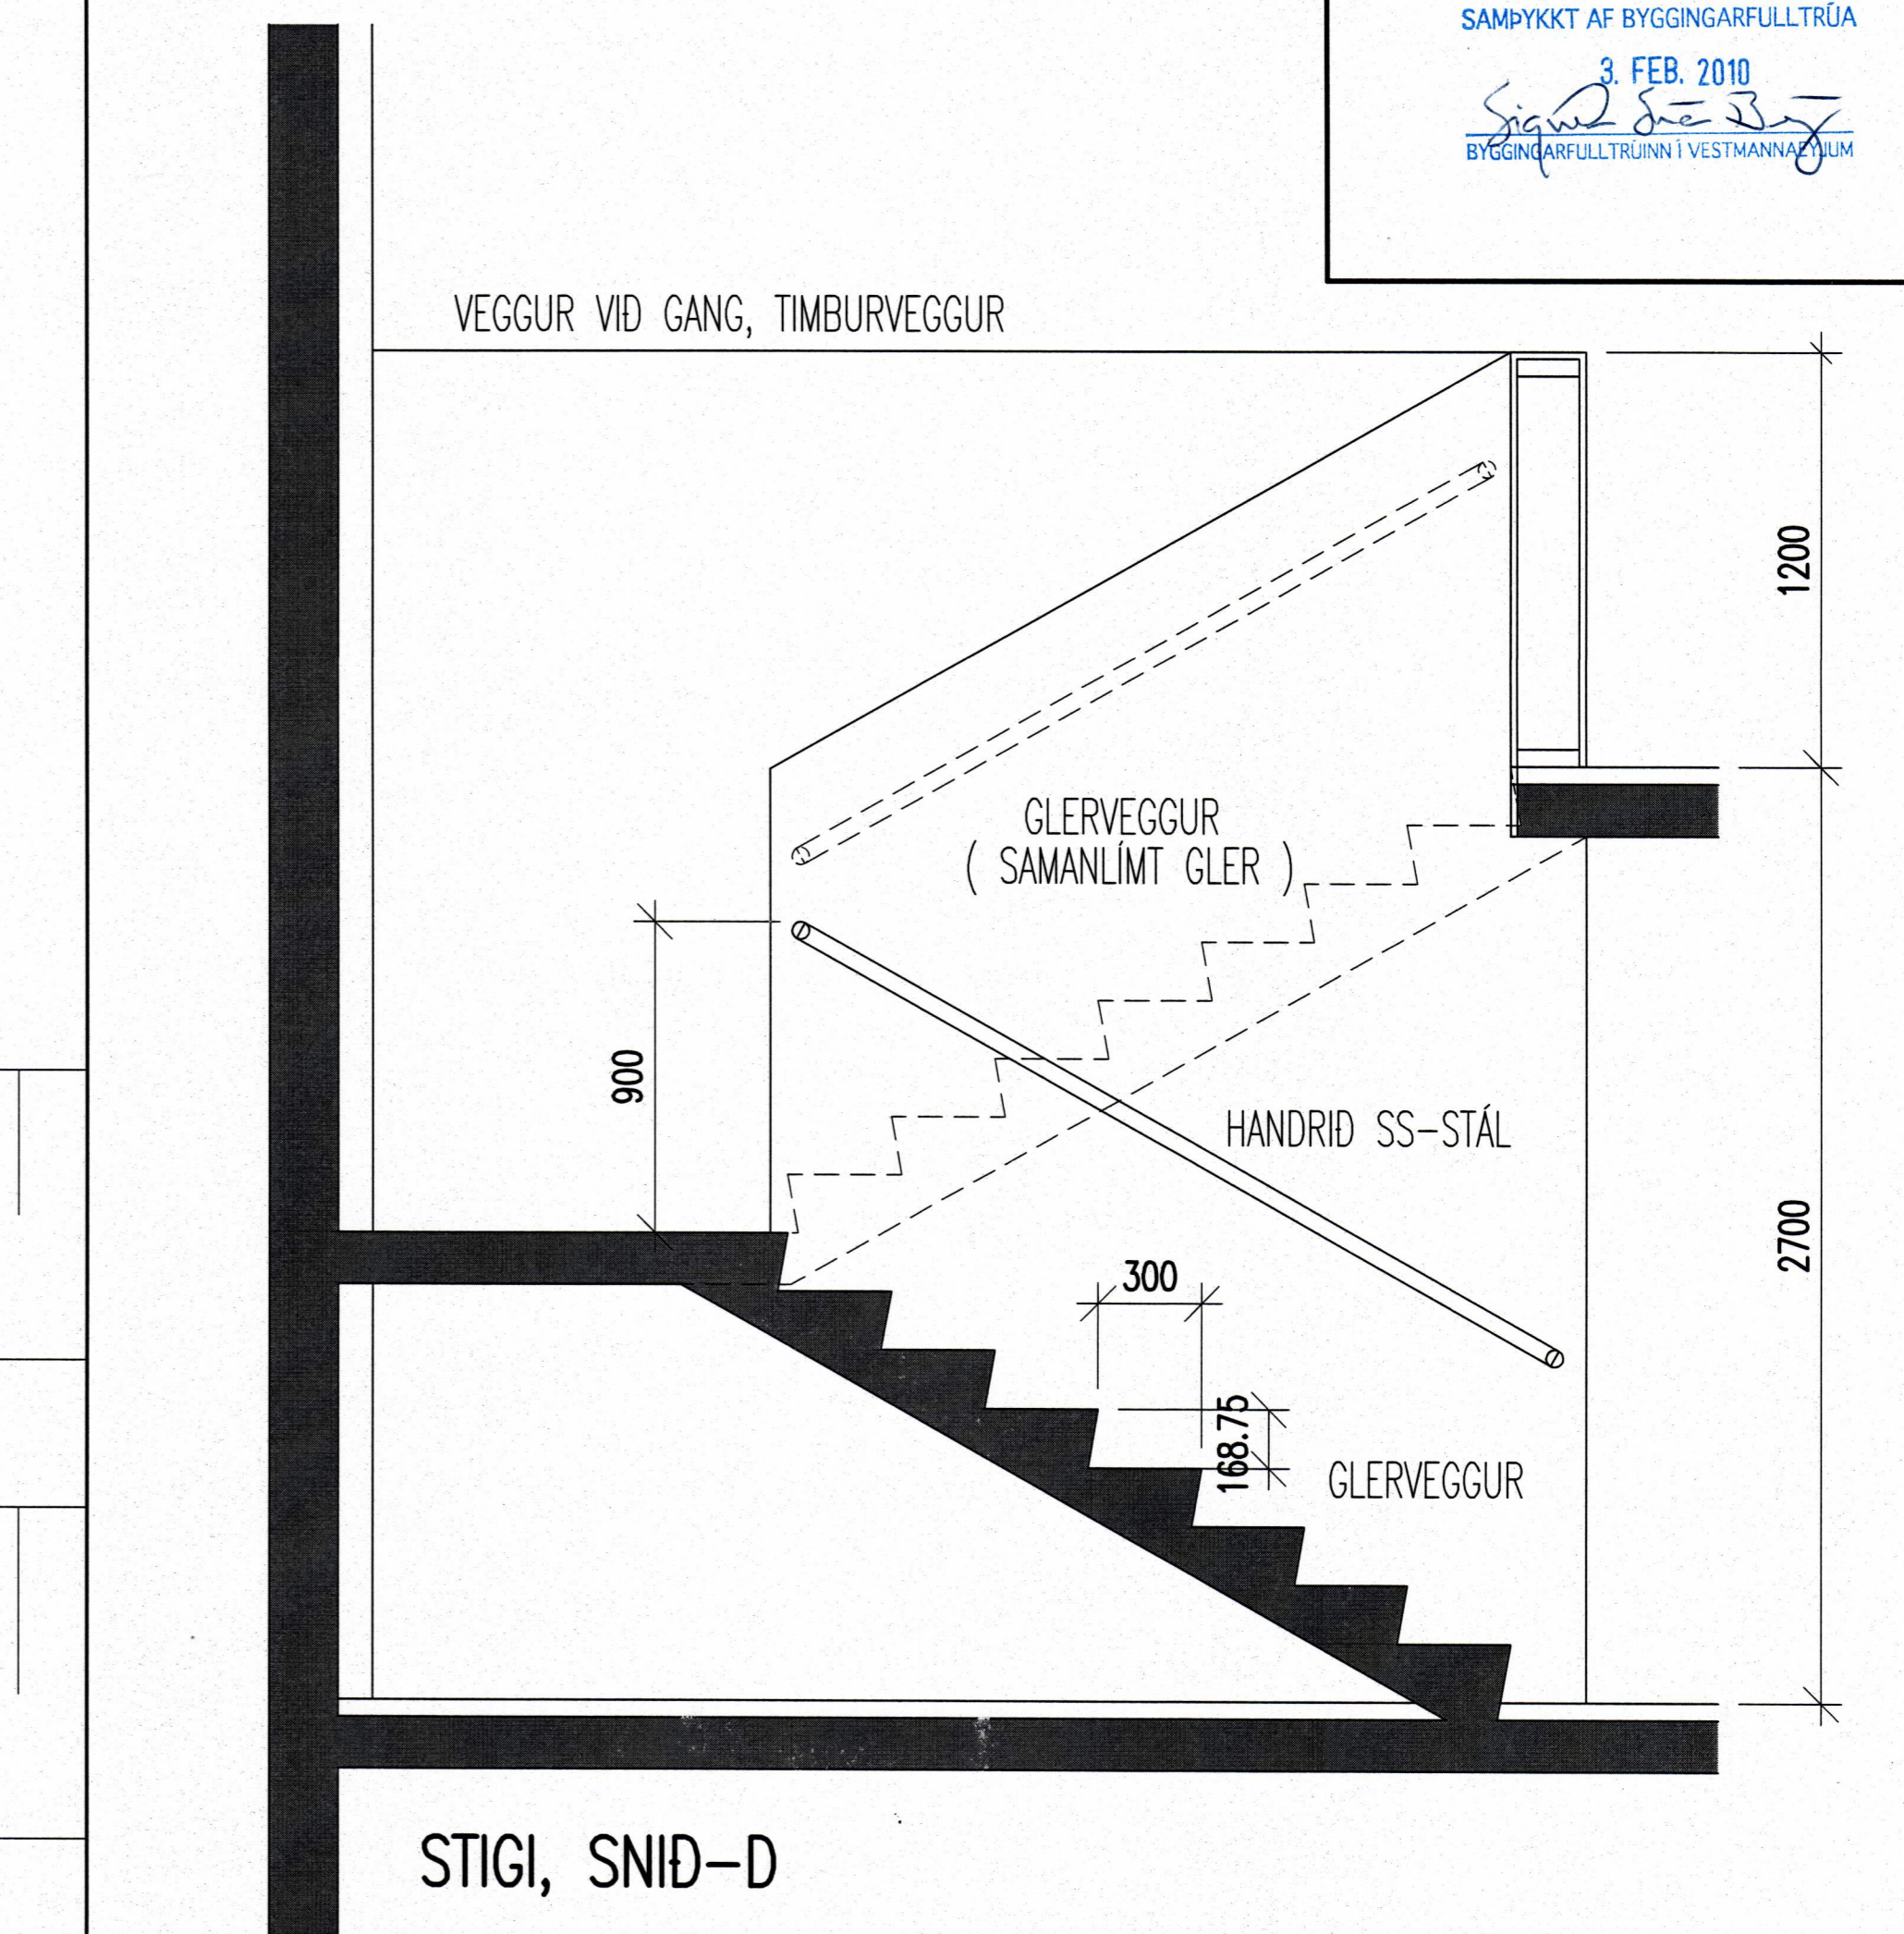 SAMÞYKKT AF BYGGINGARFULLTRÚA
3. FEB. 2010
BYGGINGARFULLTRÚINN Í VESTMANNAEYJUM
VEGGUR VIÐ GANG, TIMBURVEGGUR
1200
GLERVEGGUR
( SAMANLÍMT GLER )
900
HANDRIÐ SS-STÁL
2700
300
168.75
GLERVEGGUR
STIGI, SNIÐ-D